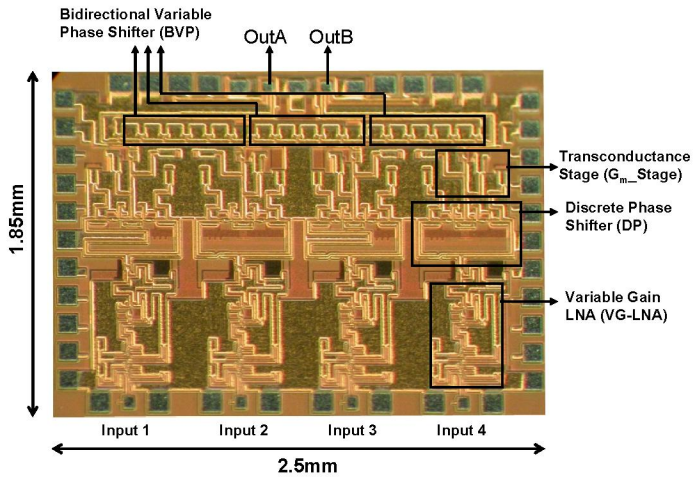 Bidirectional Variable
Phase Shifter (BVP)
OutA
OutB
Transconductance
Stage (Gm_Stage)
Discrete Phase
Shifter (DP)
Variable Gain
LNA (VG-LNA)
1.85mm
Input 1
Input 2
Input 3
Input 4
2.5mm